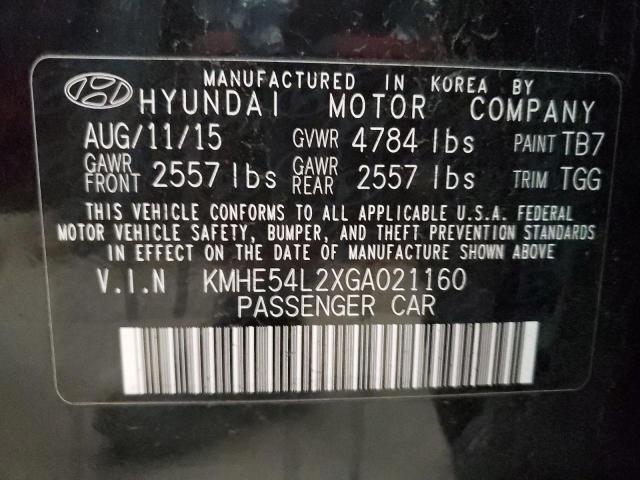 MANUFACTURED IN KOREA BY
HYUNDAI MOTOR COMPANY
AUG/11/15 GVWR 4784 lbs PAINT TB7
GAWR FRONT 2557 lbs GAWR REAR 2557 lbs TRIM TGG
THIS VEHICLE CONFORMS TO ALL APPLICABLE U.S.A. FEDERAL
MOTOR VEHICLE SAFETY, BUMPER, AND THEFT PREVENTION STANDARDS
IN EFFECT ON THE DATE OF MANUFACTURE SHOWN ABOVE
V.I.N KMHE54L2XGA021160
PASSENGER CAR